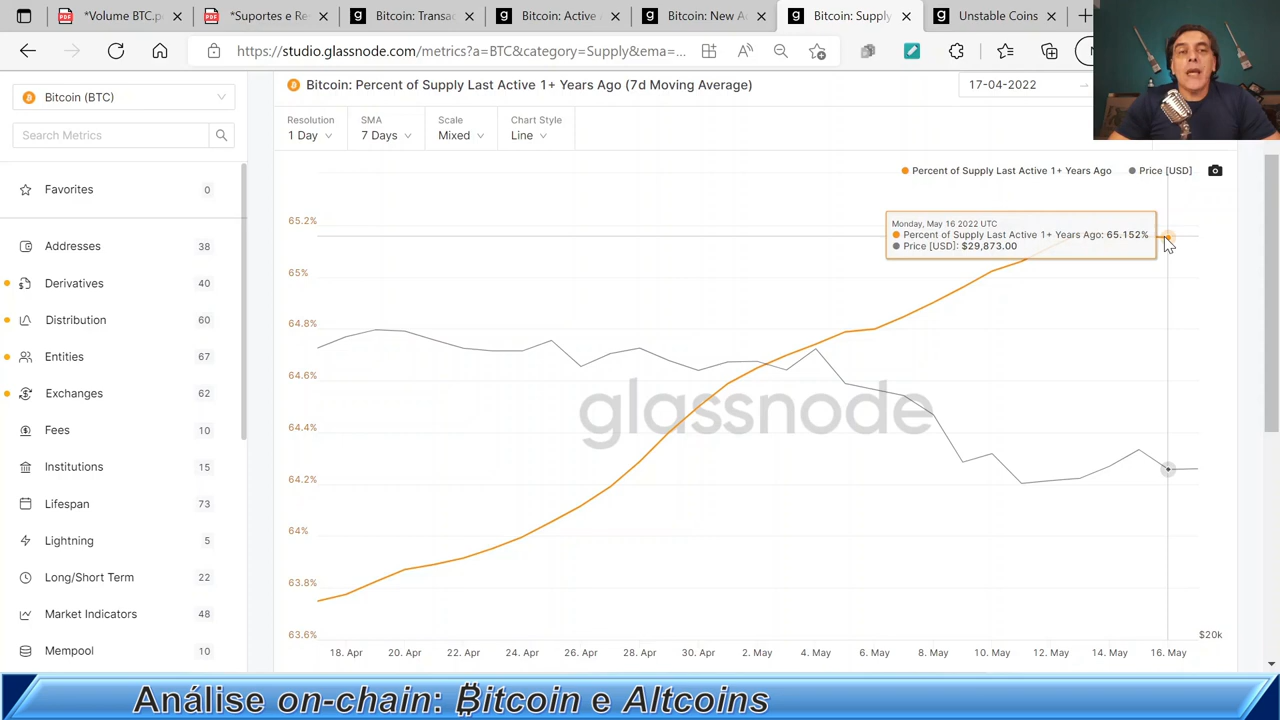 *Volume BTC.p
*Suportes e Re
Bitcoin: Transac
Bitcoin: Active
Bitcoin: New A
Bitcoin: Supply
Unstable Coins
https://studio.glassnode.com/metrics?a=BTC&category=Supply&ema=...
Bitcoin (BTC)
Search Metrics
Favorites 0
Addresses 38
Derivatives 40
Distribution 60
Entities 67
Exchanges 62
Fees 10
Institutions 15
Lifespan 73
Lightning 5
Long/Short Term 22
Market Indicators 48
Mempool 10
Bitcoin: Percent of Supply Last Active 1+ Years Ago (7d Moving Average)
17-04-2022 →
Resolution
1 Day
SMA
7 Days
Scale
Mixed
Chart Style
Line
Percent of Supply Last Active 1+ Years Ago
Price [USD]
Monday, May 16 2022 UTC
Percent of Supply Last Active 1+ Years Ago: 65.152%
Price [USD]: $29,873.00
65.2%
65%
64.8%
64.6%
64.4%
64.2%
64%
63.8%
63.6%
$20k
glassnode
18. Apr 20. Apr 22. Apr 24. Apr 26. Apr 28. Apr 30. Apr 2. May 4. May 6. May 8. May 10. May 12. May 14. May 16. May
Análise on-chain: ₿itcoin e Altcoins